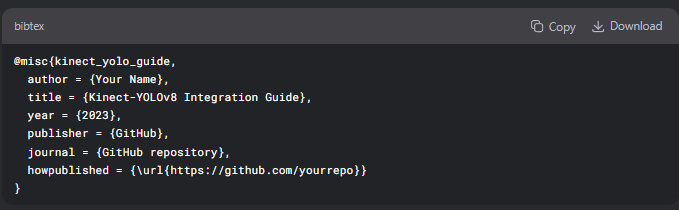 bibtex
Copy
Download
@misc{kinect_yolo_guide,
  author = {Your Name},
  title = {Kinect-YOLOv8 Integration Guide},
  year = {2023},
  publisher = {GitHub},
  journal = {GitHub repository},
  howpublished = {\url{https://github.com/yourrepo}}
}